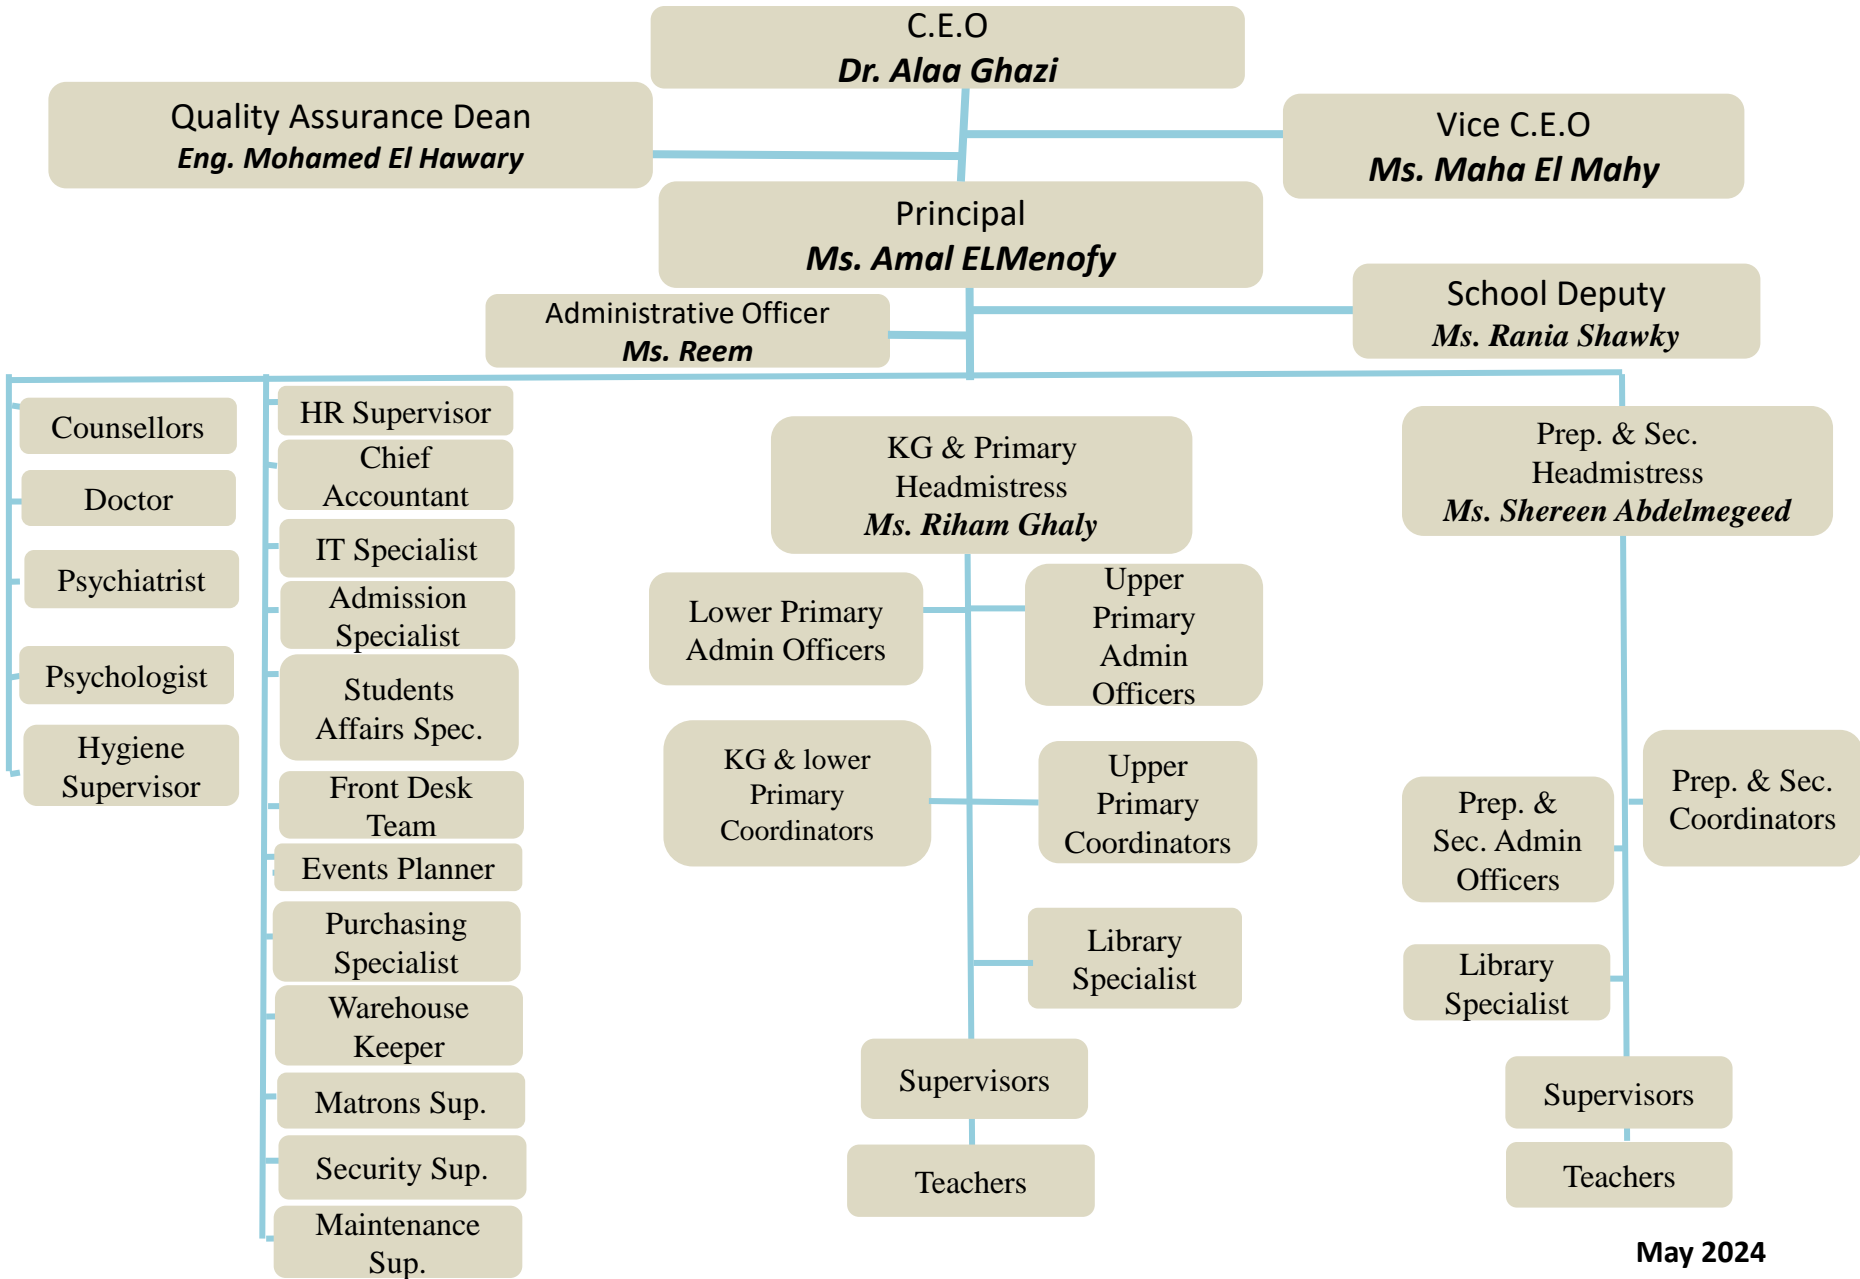 C.E.O
Dr. Alaa Ghazi
Quality Assurance Dean
Eng. Mohamed El Hawary
Vice C.E.O
Ms. Maha El Mahy
Principal
Ms. Amal ELMenofy
Administrative Officer
Ms. Reem
School Deputy
Ms. Rania Shawky
Counsellors
Doctor
Psychiatrist
Psychologist
Hygiene
Supervisor
HR Supervisor
Chief
Accountant
IT Specialist
Admission
Specialist
Students
Affairs Spec.
Front Desk
Team
Events Planner
Purchasing
Specialist
Warehouse
Keeper
Matrons Sup.
Security Sup.
Maintenance
Sup.
KG & Primary
Headmistress
Ms. Riham Ghaly
Lower Primary
Admin Officers
Upper
Primary
Admin
Officers
KG & lower
Primary
Coordinators
Upper
Primary
Coordinators
Library
Specialist
Supervisors
Teachers
Prep. & Sec.
Headmistress
Ms. Shereen Abdelmegeed
Prep. & Sec.
Coordinators
Prep. &
Sec. Admin
Officers
Library
Specialist
Supervisors
Teachers
May 2024